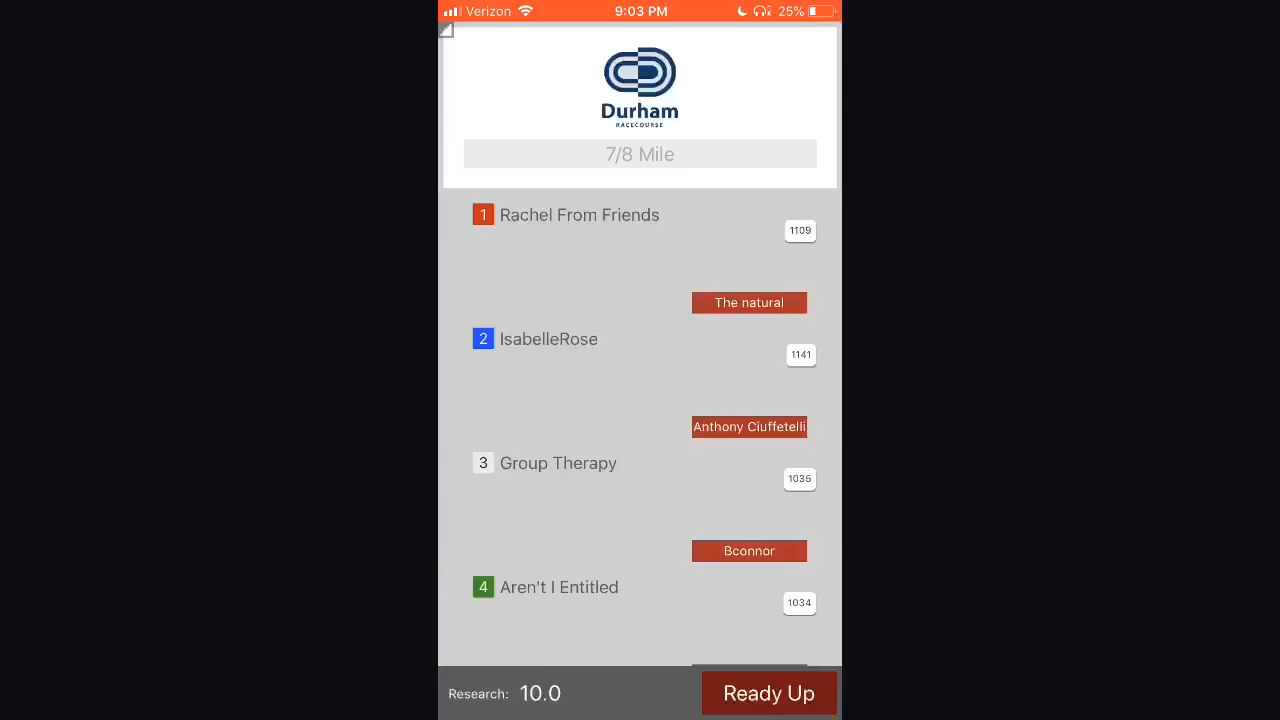 Verizon 9:03 PM 25%
Durham
RACECOURSE
7/8 Mile
1 Rachel From Friends
1109
The natural
2 IsabelleRose
1141
Anthony Ciuffetelli
3 Group Therapy
1035
Bconnor
4 Aren't I Entitled
1034
Research: 10.0 Ready Up